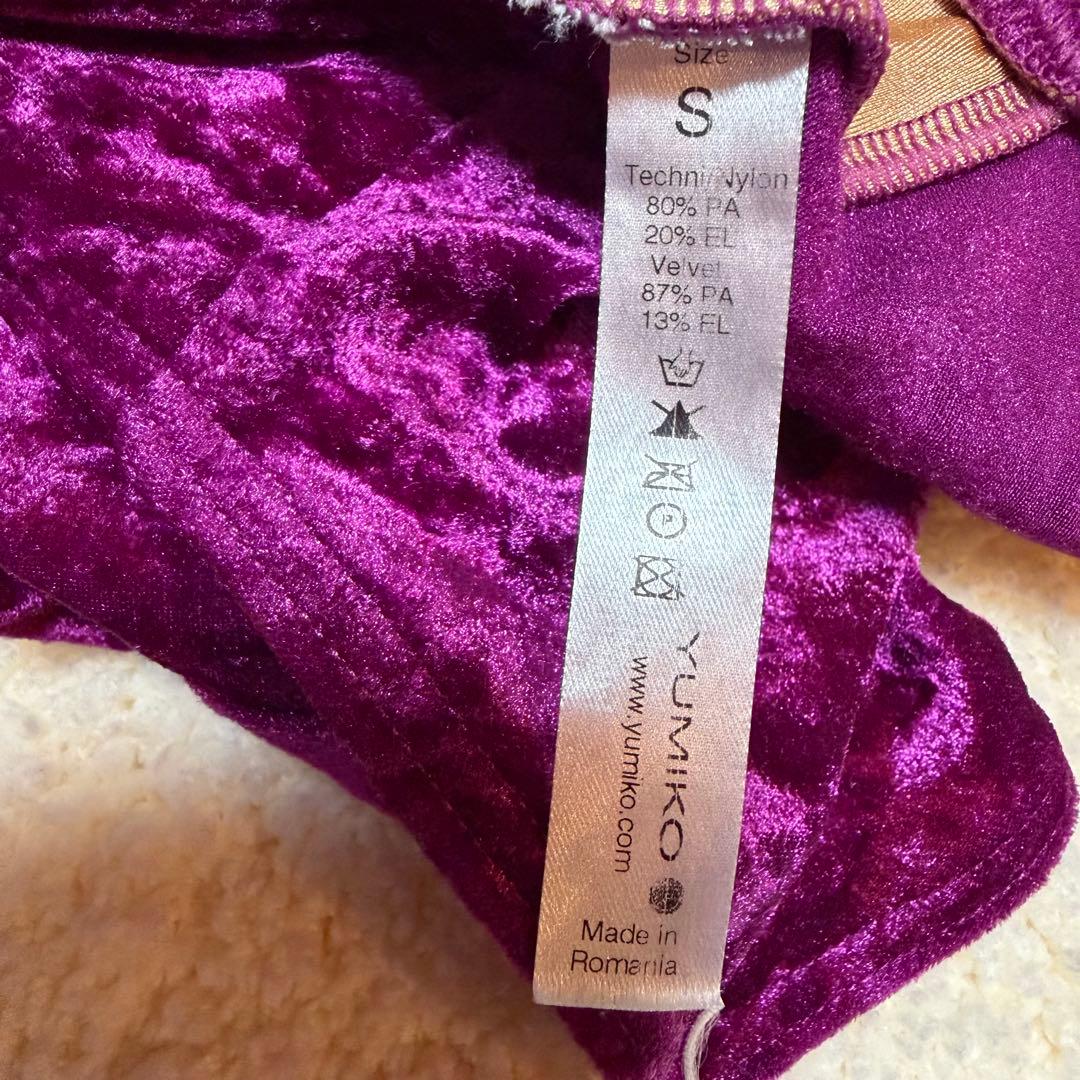 Size
S
Techni/Nylon
80% PA
20% EL
Velvet
87% PA
13% EL
P
YUMIKO
www.yumiko.com
Made in
Romania